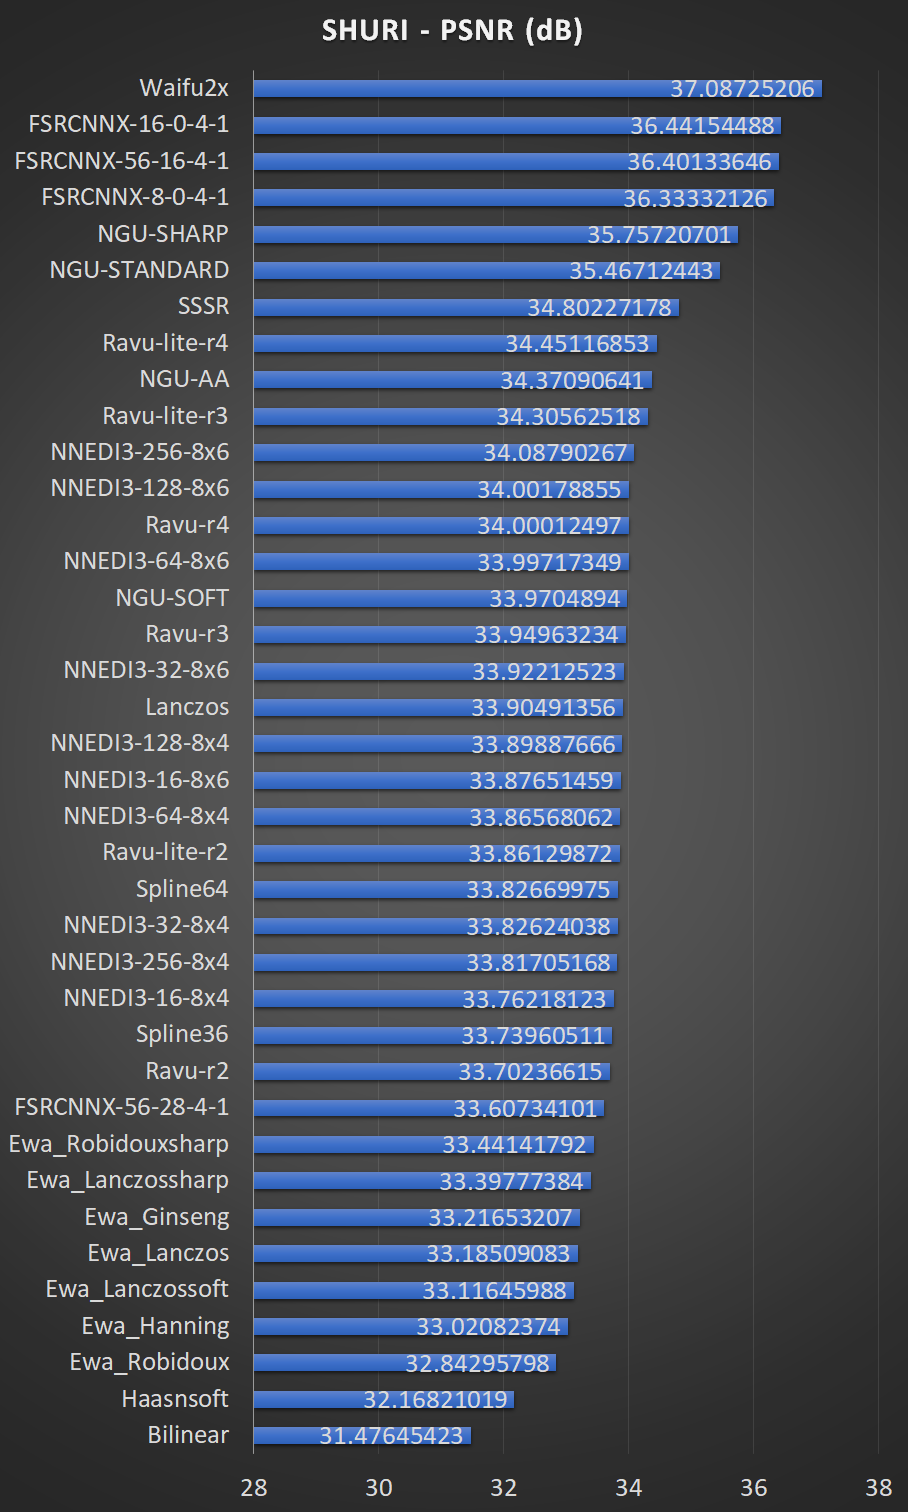 SHURI - PSNR (dB)
Waifu2x 37.08725206
FSRCNNX-16-0-4-1 36.44154488
FSRCNNX-56-16-4-1 36.40133646
FSRCNNX-8-0-4-1 36.33332126
NGU-SHARP 35.75720701
NGU-STANDARD 35.46712443
SSSR 34.80227178
Ravu-lite-r4 34.45116853
NGU-AA 34.37090641
Ravu-lite-r3 34.30562518
NNEDI3-256-8x6 34.08790267
NNEDI3-128-8x6 34.00178855
Ravu-r4 34.00012497
NNEDI3-64-8x6 33.99717349
NGU-SOFT 33.9704894
Ravu-r3 33.94963234
NNEDI3-32-8x6 33.92212523
Lanczos 33.90491356
NNEDI3-128-8x4 33.89887666
NNEDI3-16-8x6 33.87651459
NNEDI3-64-8x4 33.86568062
Ravu-lite-r2 33.86129872
Spline64 33.82669975
NNEDI3-32-8x4 33.82624038
NNEDI3-256-8x4 33.81705168
NNEDI3-16-8x4 33.76218123
Spline36 33.73960511
Ravu-r2 33.70236615
FSRCNNX-56-28-4-1 33.60734101
Ewa_Robidouxsharp 33.44141792
Ewa_Lanczossharp 33.39777384
Ewa_Ginseng 33.21653207
Ewa_Lanczos 33.18509083
Ewa_Lanczossoft 33.11645988
Ewa_Hanning 33.02082374
Ewa_Robidoux 32.84295798
Haasnsoft 32.16821019
Bilinear 31.47645423
28 30 32 34 36 38